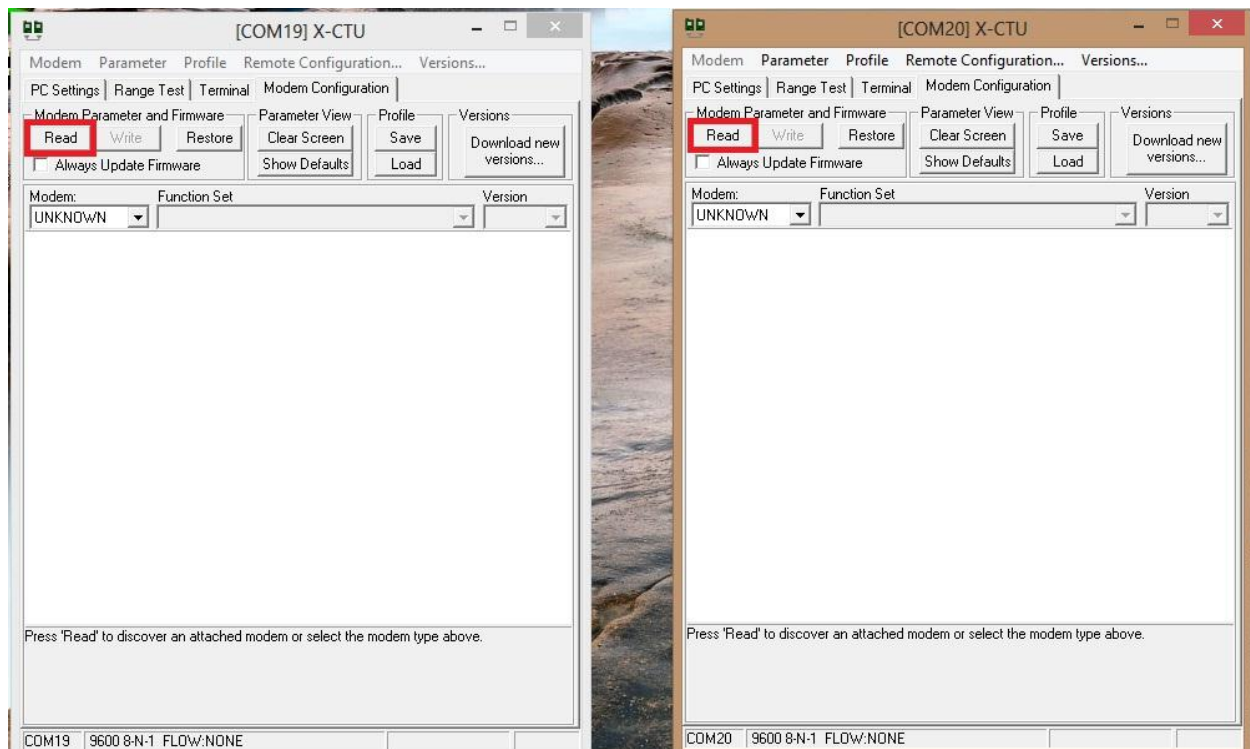 [COM19] X-CTU
Modem Parameter Profile Remote Configuration... Versions...
PC Settings Range Test Terminal Modem Configuration
Modem Parameter and Firmware Parameter View Profile Versions
Read Write Restore Clear Screen Save Download new versions...
Always Update Firmware Show Defaults Load
Modem: Function Set Version
UNKNOWN
Press 'Read' to discover an attached modem or select the modem type above.
COM19 9600 8-N-1 FLOW:NONE
[COM20] X-CTU
Modem Parameter Profile Remote Configuration... Versions...
PC Settings Range Test Terminal Modem Configuration
Modem Parameter and Firmware Parameter View Profile Versions
Read Write Restore Clear Screen Save Download new versions...
Always Update Firmware Show Defaults Load
Modem: Function Set Version
UNKNOWN
Press 'Read' to discover an attached modem or select the modem type above.
COM20 9600 8-N-1 FLOW:NONE